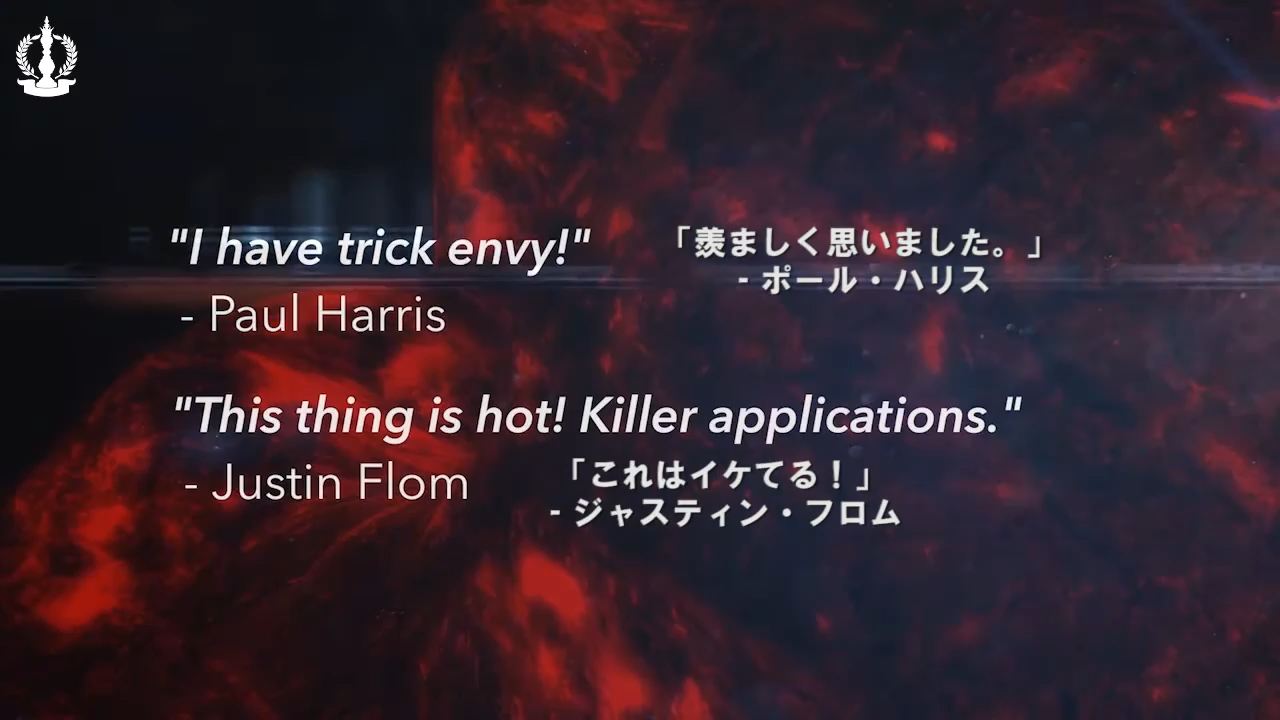 "I have trick envy!"
- Paul Harris
「羨ましく思いました。」
- ポール・ハリス
"This thing is hot! Killer applications."
- Justin Flom
「これはイケてる！」
- ジャスティン・フロム